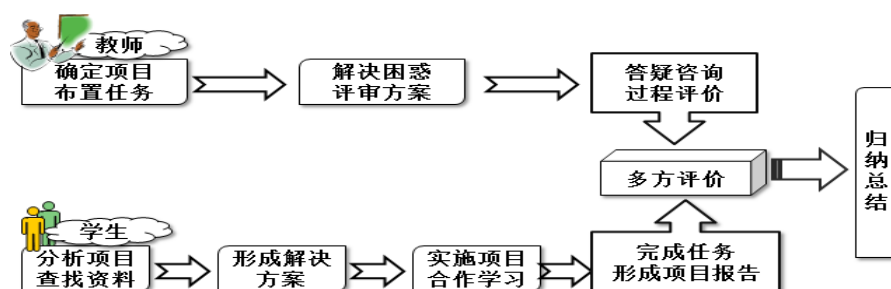 教师
确定项目
布置任务
解决困惑
评审方案
答疑咨询
过程评价
多方评价
归纳总结
学生
分析项目
查找资料
形成解决
方案
实施项目
合作学习
完成任务
形成项目报告